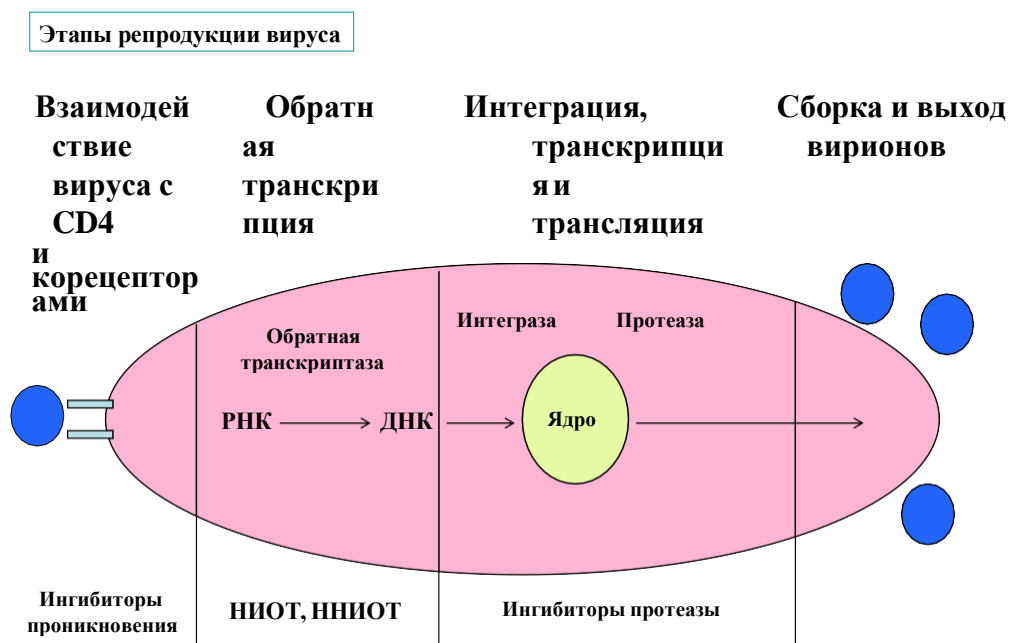 Этапы репродукции вируса
Взаимодей
ствие
вируса с
CD4
и
корецептор
ами
Обратн
ая
транскри
пция
Интеграция,
транскрипци
я и
трансляция
Сборка и выход
вирионов
Обратная
транскриптаза
Интеграза
Протеаза
РНК
ДНК
Ядро
Ингибиторы
проникновения
НИОТ, ННИОТ
Ингибиторы протеазы